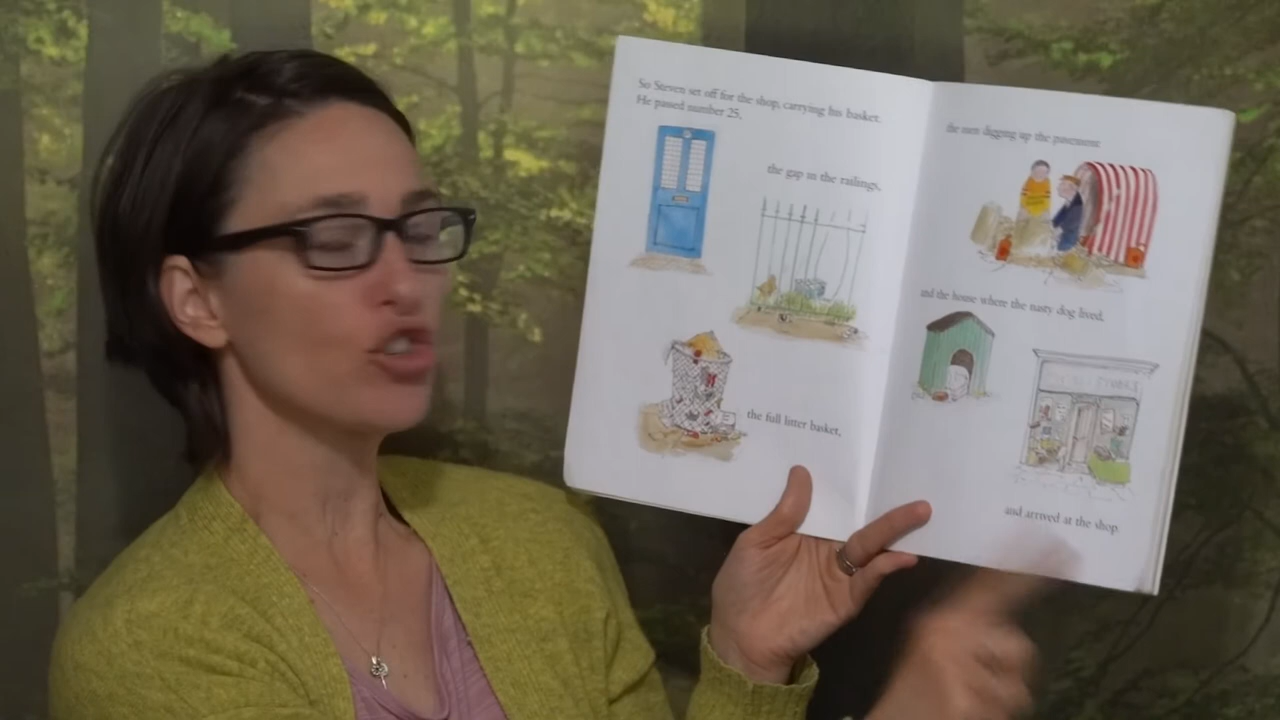 So Steven set off for the shop, carrying his basket.
He passed number 25,
the gap in the railings,
the full litter basket,
the men digging up the pavement
and the house where the nasty dog lived,
and arrived at the shop.